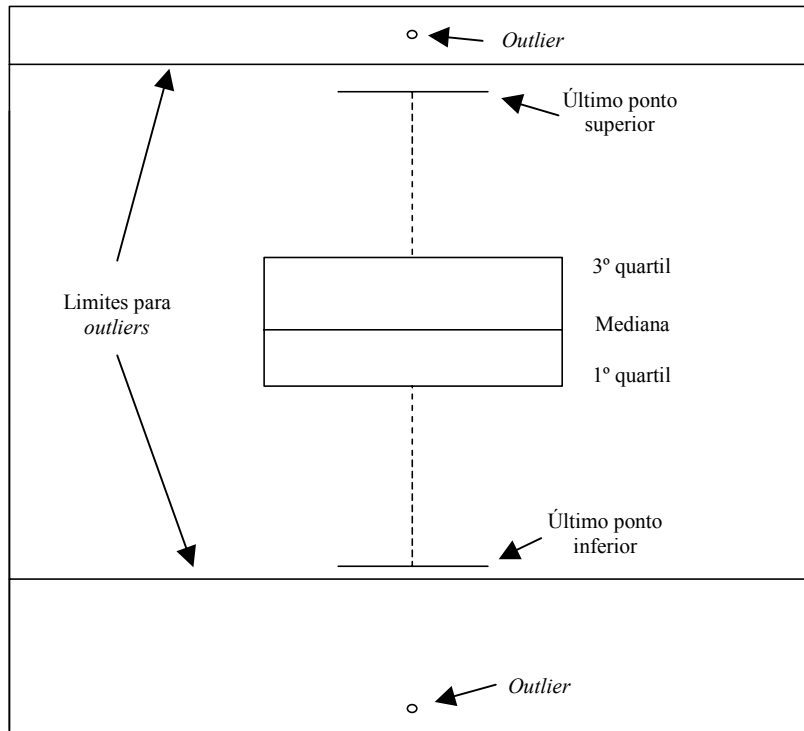 Outlier
Último ponto
superior
3º quartil
Limites para
outliers
Mediana
1º quartil
Último ponto
inferior
Outlier